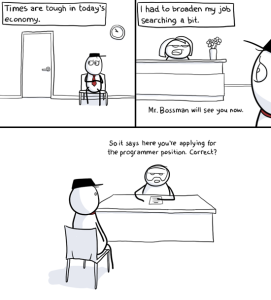 Times are tough in today's
economy.
I had to broaden my job
searching a bit.
Mr. Bossman will see you now.
So it says here you're applying for
the programmer position. Correct?